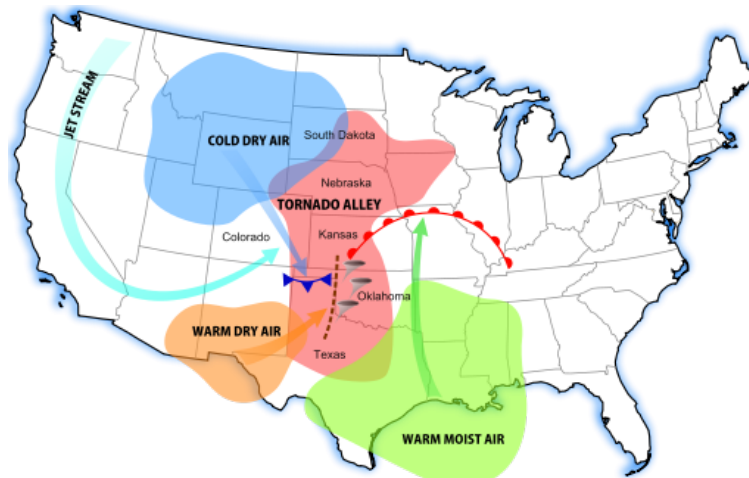 JET STREAM
COLD DRY AIR
South Dakota
Nebraska
TORNADO ALLEY
Colorado
Kansas
Oklahoma
WARM DRY AIR
Texas
WARM MOIST AIR